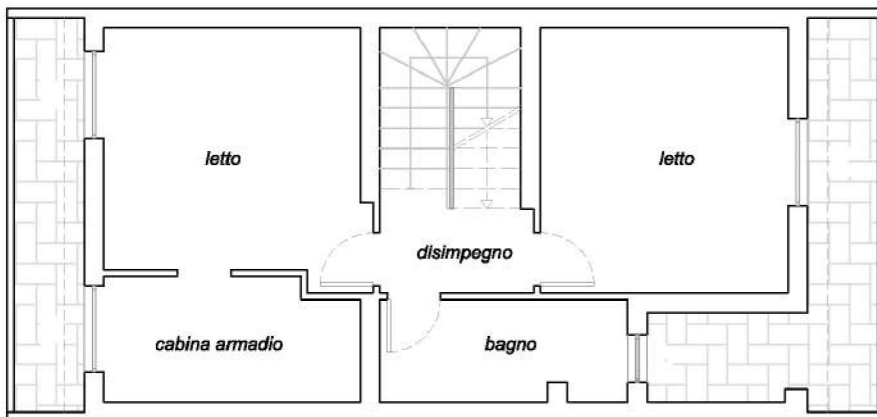 letto
letto
disimpegno
cabina armadio
bagno